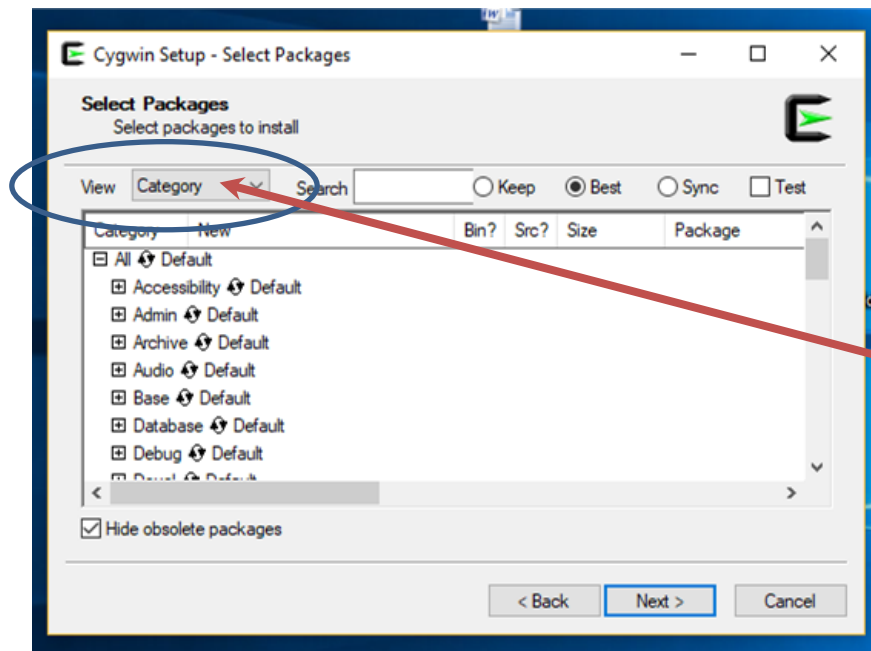 Cygwin Setup - Select Packages
Select Packages
Select packages to install
View Category Search Keep Best Sync Test
Category New Bin? Src? Size Package
All Default
Accessibility Default
Admin Default
Archive Default
Audio Default
Base Default
Database Default
Debug Default
Devel Default
Hide obsolete packages
< Back Next > Cancel